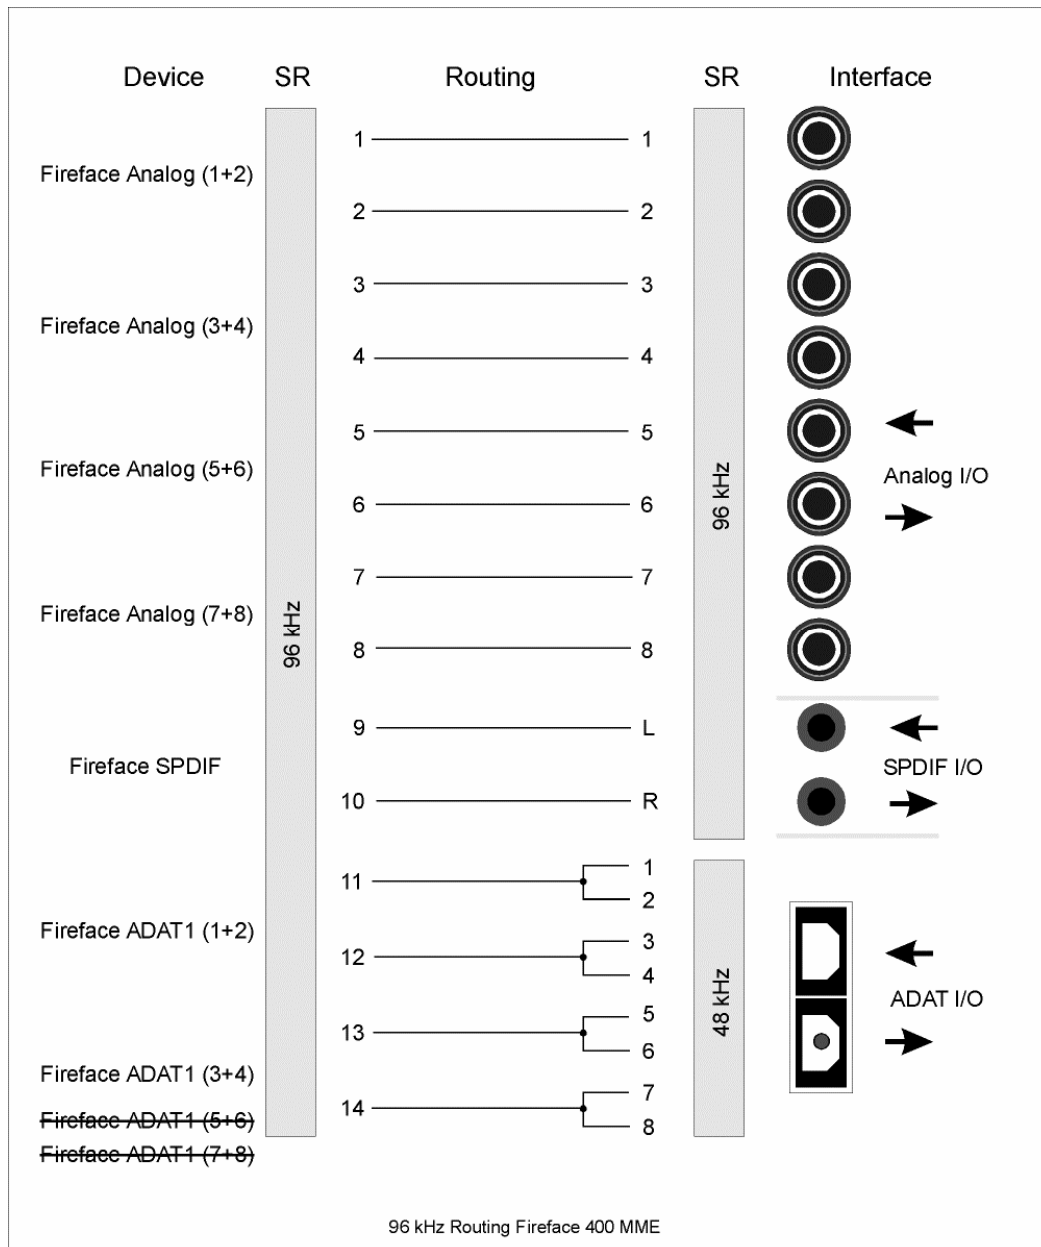 Device SR Routing SR Interface
1 1
Fireface Analog (1+2)
2 2
3 3
Fireface Analog (3+4)
4 4
5 5
Fireface Analog (5+6) Analog I/O
6 6
96 kHz
7 7
Fireface Analog (7+8)
96 kHz
8 8
9 L
Fireface SPDIF SPDIF I/O
10 R
1
11
2
Fireface ADAT1 (1+2)
3
12
4
48 kHz
ADAT I/O
5
13
6
Fireface ADAT1 (3+4)
7
14
Fireface ADAT1 (5+6)
8
Fireface ADAT1 (7+8)
96 kHz Routing Fireface 400 MME